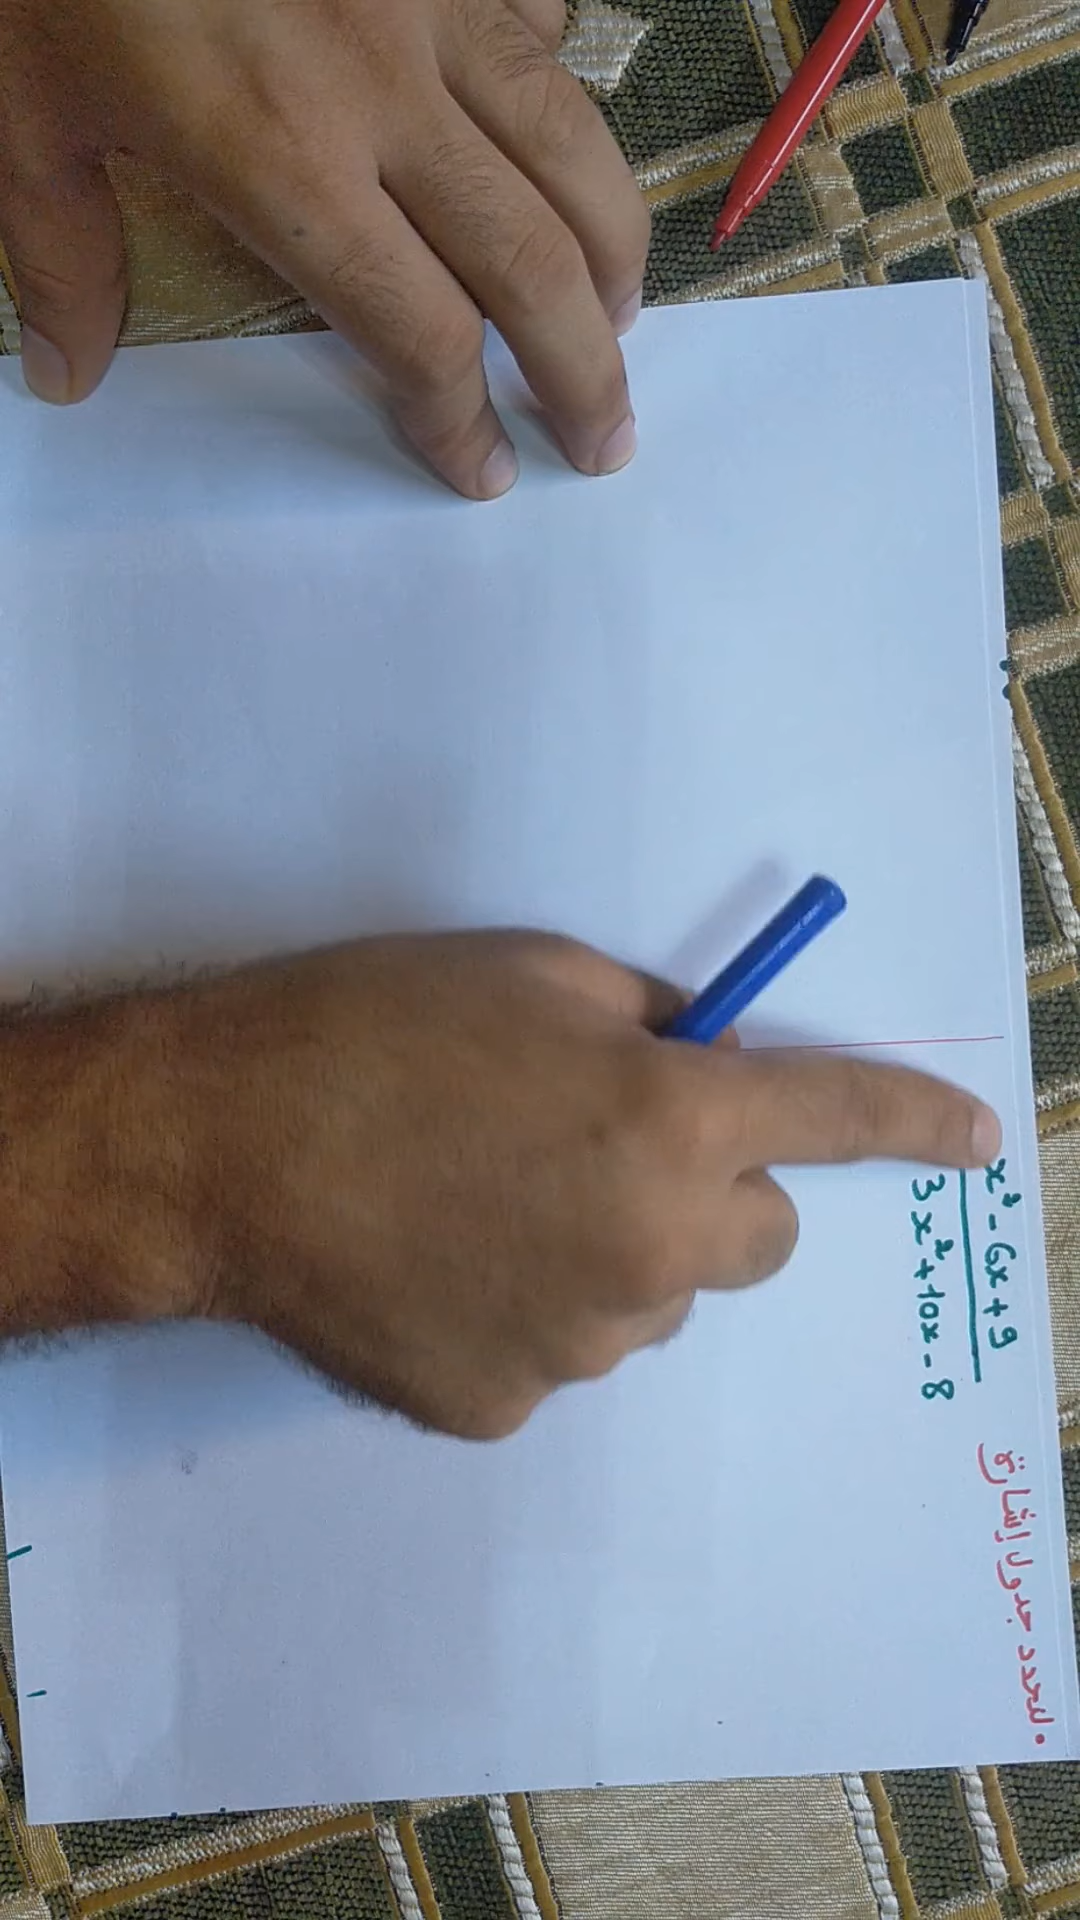 • لنحدد جدول إشارة
x² - 6x + 9
3x² + 10x - 8